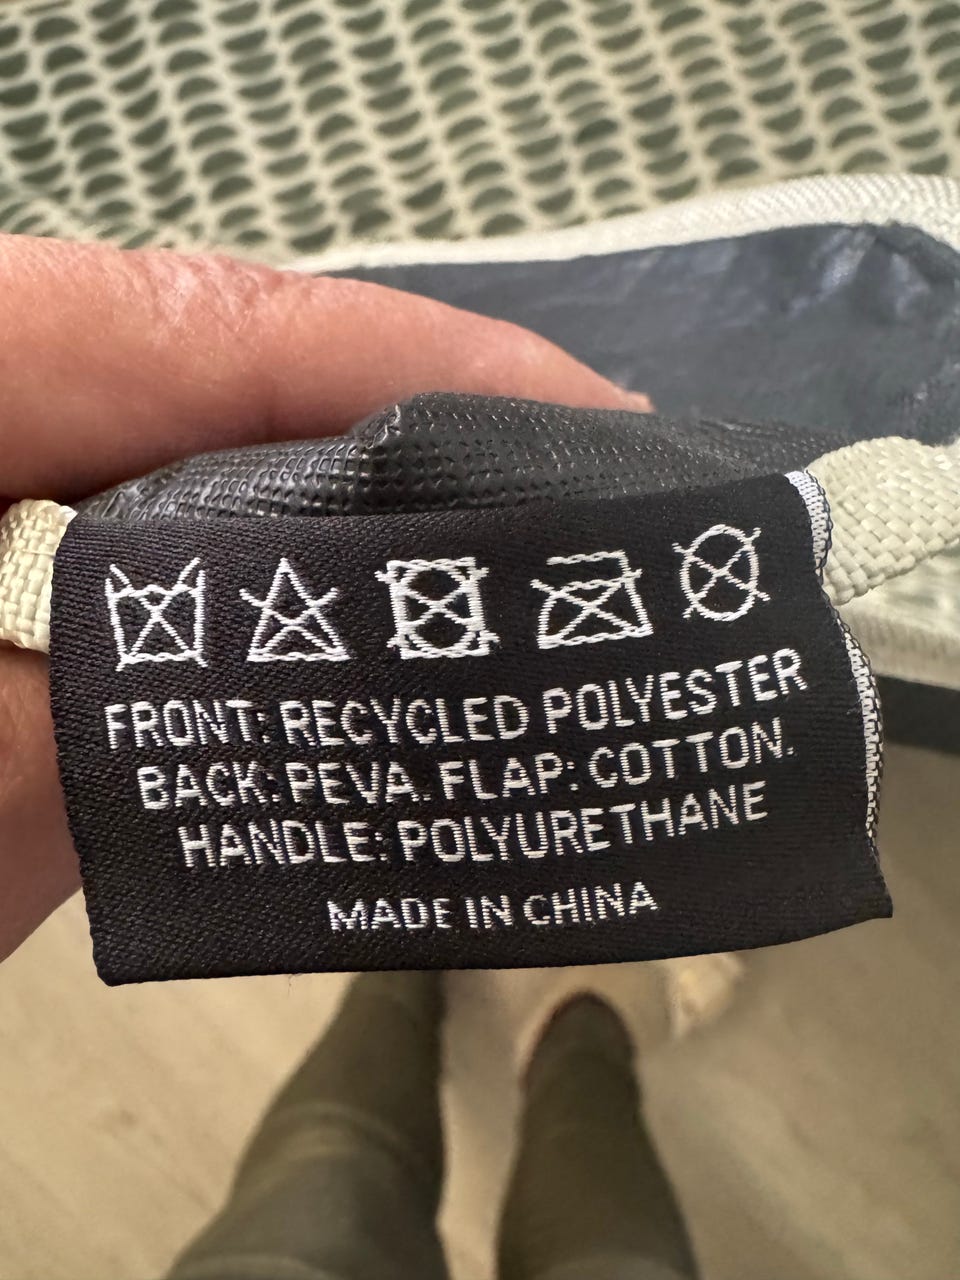 FRONT: RECYCLED POLYESTER
BACK: PEVA. FLAP: COTTON.
HANDLE: POLYURETHANE
MADE IN CHINA